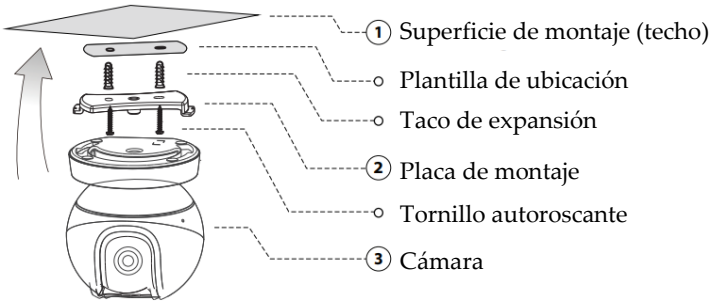 1 Superficie de montaje (techo)
Plantilla de ubicación
Taco de expansión
2 Placa de montaje
Tornillo autoroscante
3 Cámara